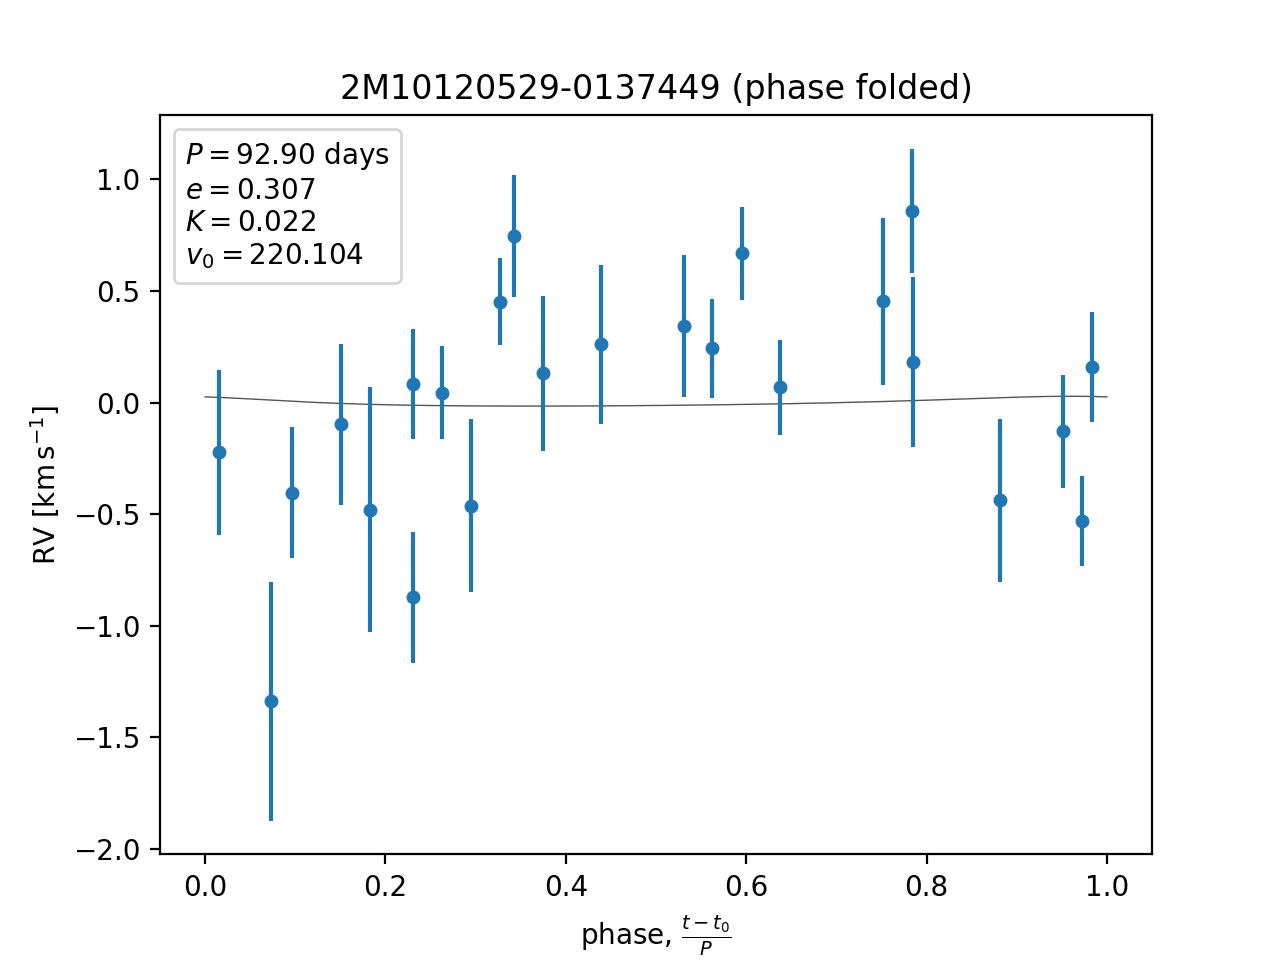 2M10120529-0137449 (phase folded)
P = 92.90 days
e = 0.307
K = 0.022
v₀ = 220.104
1.0
0.5
0.0
−0.5
−1.0
−1.5
−2.0
RV [km s⁻¹]
0.0 0.2 0.4 0.6 0.8 1.0
phase, (t − t₀)/P